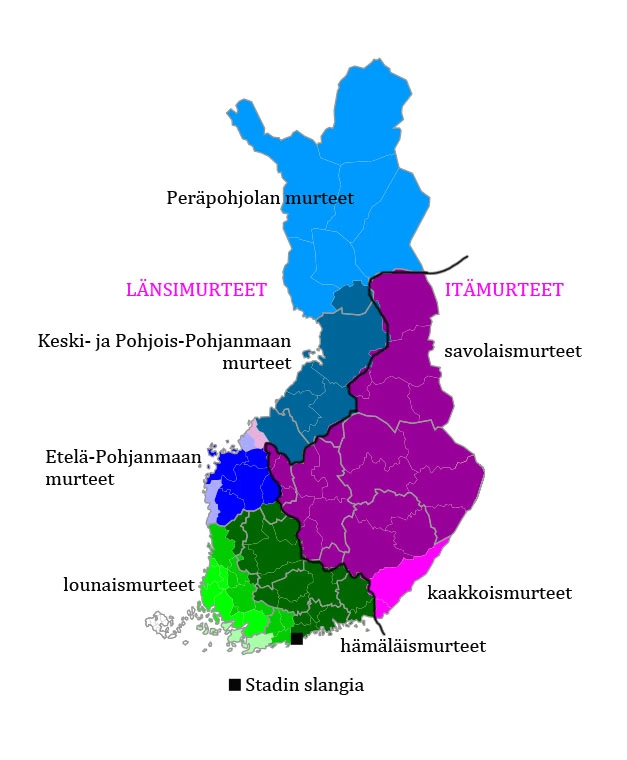 Peräpohjolan murteet
LÄNSIMURTEET
ITÄMURTEET
Keski- ja Pohjois-Pohjanmaan
murteet
savolaismurteet
Etelä-Pohjanmaan
murteet
lounaismurteet
kaakkoismurteet
hämäläismurteet
Stadin slangia